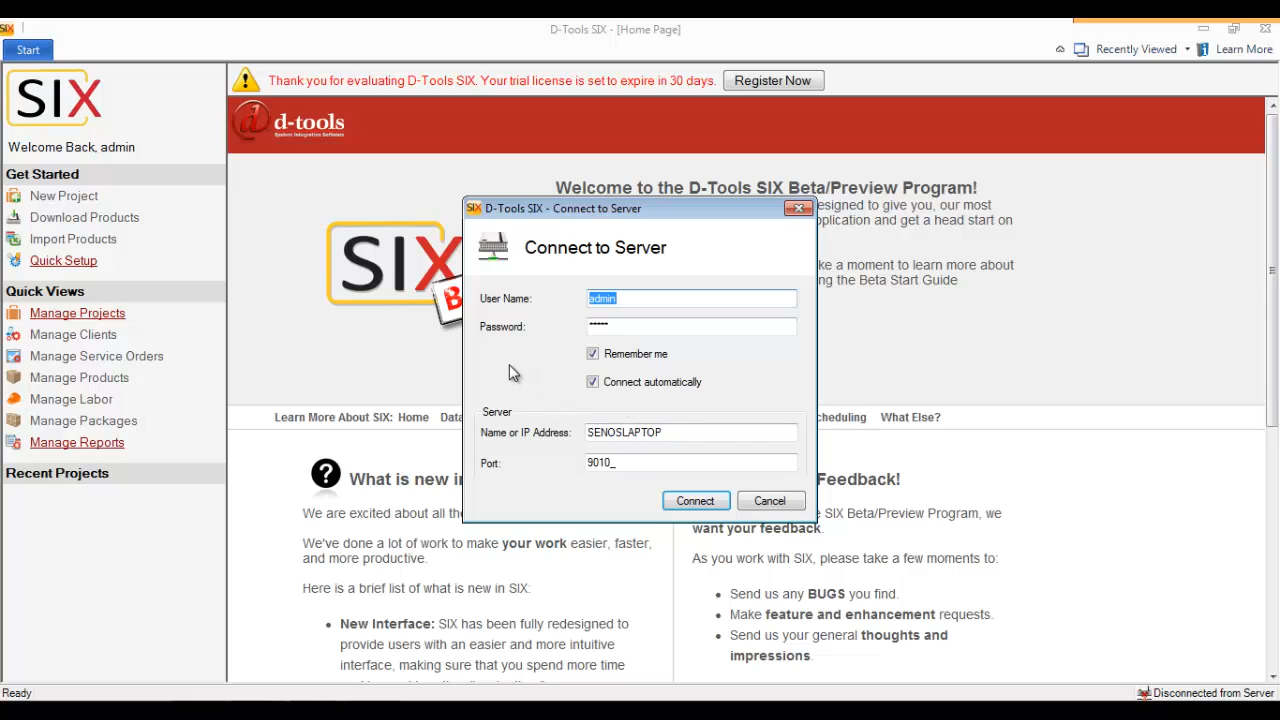 SIX
D-Tools SIX - [Home Page]
Start
Recently Viewed
Learn More
SIX
Welcome Back, admin
Get Started
New Project
Download Products
Import Products
Quick Setup
Quick Views
Manage Projects
Manage Clients
Manage Service Orders
Manage Products
Manage Labor
Manage Packages
Manage Reports
Recent Projects
Thank you for evaluating D-Tools SIX. Your trial license is set to expire in 30 days.
Register Now
d d-tools
System Integration Software
Welcome to the D-Tools SIX Beta/Preview Program!
esigned to give you, our most
pplication and get a head start on
ke a moment to learn more about
ng the Beta Start Guide
SIX
B
SIX D-Tools SIX - Connect to Server
Connect to Server
User Name: admin
Password: *****
Remember me
Connect automatically
Server
Name or IP Address: SENOSLAPTOP
Port: 9010_
Connect
Cancel
Learn More About SIX: Home Data
cheduling What Else?
? What is new i
We are excited about all the
We've done a lot of work to make your work easier, faster,
and more productive.
Here is a brief list of what is new in SIX:
• New Interface: SIX has been fully redesigned to
provide users with an easier and more intuitive
interface, making sure that you spend more time
Feedback!
SIX Beta/Preview Program, we
want your feedback.
As you work with SIX, please take a few moments to:
• Send us any BUGS you find.
• Make feature and enhancement requests.
• Send us your general thoughts and
impressions.
Ready
Disconnected from Server